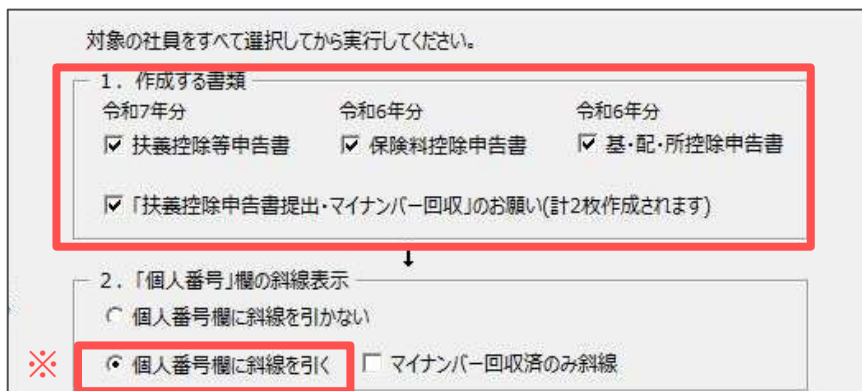 対象の社員をすべて選択してから実行してください。
1. 作成する書類
令和7年分 令和6年分 令和6年分
扶義控除等申告書 保険料控除申告書 基・配・所控除申告書
「扶義控除申告書提出・マイナンバー回収」のお願い(計2枚作成されます)
↓
2. 「個人番号」欄の斜線表示
個人番号欄に斜線を引かない
※ 個人番号欄に斜線を引く マイナンバー回収済のみ斜線